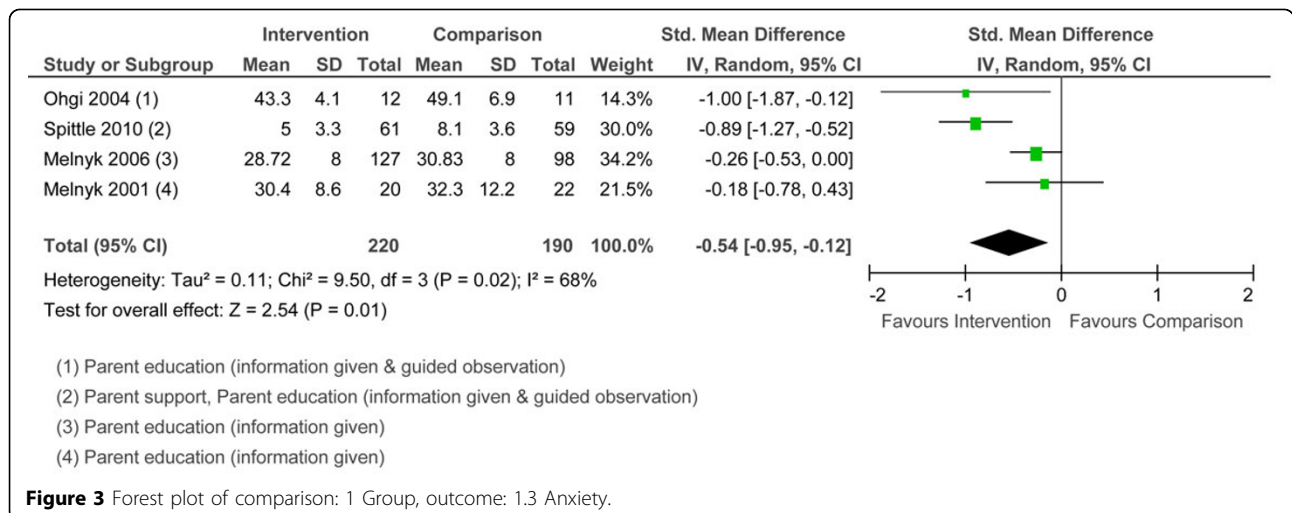 Intervention Comparison Std. Mean Difference Std. Mean Difference
Study or Subgroup Mean SD Total Mean SD Total Weight IV, Random, 95% CI IV, Random, 95% CI
Ohgi 2004 (1) 43.3 4.1 12 49.1 6.9 11 14.3% -1.00 [-1.87, -0.12]
Spittle 2010 (2) 5 3.3 61 8.1 3.6 59 30.0% -0.89 [-1.27, -0.52]
Melnyk 2006 (3) 28.72 8 127 30.83 8 98 34.2% -0.26 [-0.53, 0.00]
Melnyk 2001 (4) 30.4 8.6 20 32.3 12.2 22 21.5% -0.18 [-0.78, 0.43]
Total (95% CI) 220 190 100.0% -0.54 [-0.95, -0.12]
Heterogeneity: Tau² = 0.11; Chi² = 9.50, df = 3 (P = 0.02); I² = 68%
Test for overall effect: Z = 2.54 (P = 0.01)
-2 -1 0 1 2
Favours Intervention Favours Comparison
(1) Parent education (information given & guided observation)
(2) Parent support, Parent education (information given & guided observation)
(3) Parent education (information given)
(4) Parent education (information given)
Figure 3 Forest plot of comparison: 1 Group, outcome: 1.3 Anxiety.